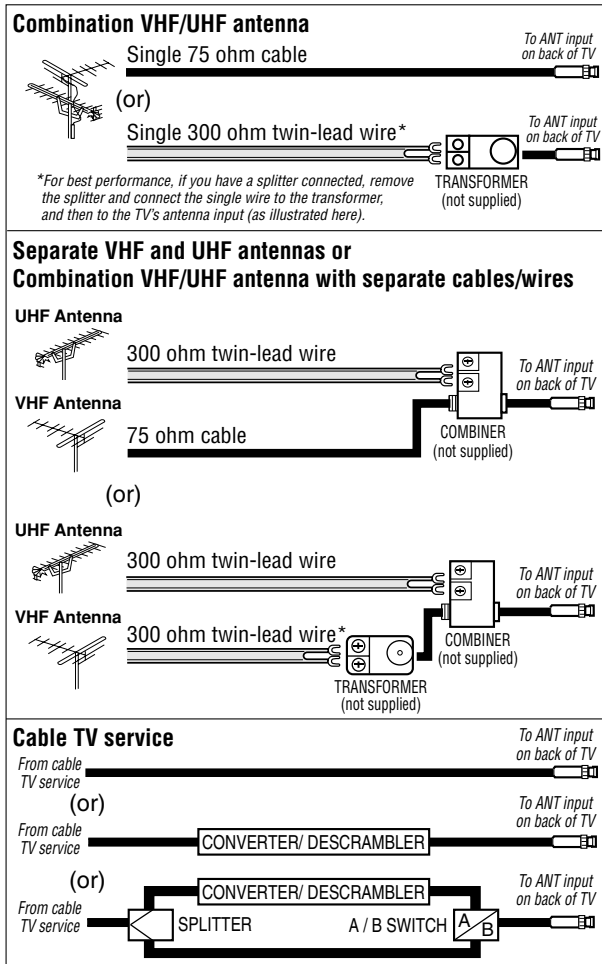 Combination VHF/UHF antenna
Single 75 ohm cable
To ANT input
on back of TV
(or)
Single 300 ohm twin-lead wire*
To ANT input
on back of TV
*For best performance, if you have a splitter connected, remove
the splitter and connect the single wire to the transformer,
and then to the TV's antenna input (as illustrated here).
TRANSFORMER
(not supplied)
Separate VHF and UHF antennas or
Combination VHF/UHF antenna with separate cables/wires
UHF Antenna
300 ohm twin-lead wire
To ANT input
on back of TV
VHF Antenna
75 ohm cable
COMBINER
(not supplied)
(or)
UHF Antenna
300 ohm twin-lead wire
To ANT input
on back of TV
VHF Antenna
300 ohm twin-lead wire*
COMBINER
(not supplied)
TRANSFORMER
(not supplied)
Cable TV service
To ANT input
on back of TV
From cable
TV service
(or)
To ANT input
on back of TV
From cable
TV service
CONVERTER/ DESCRAMBLER
(or)
To ANT input
on back of TV
CONVERTER/ DESCRAMBLER
From cable
TV service
SPLITTER
A / B SWITCH
A
B